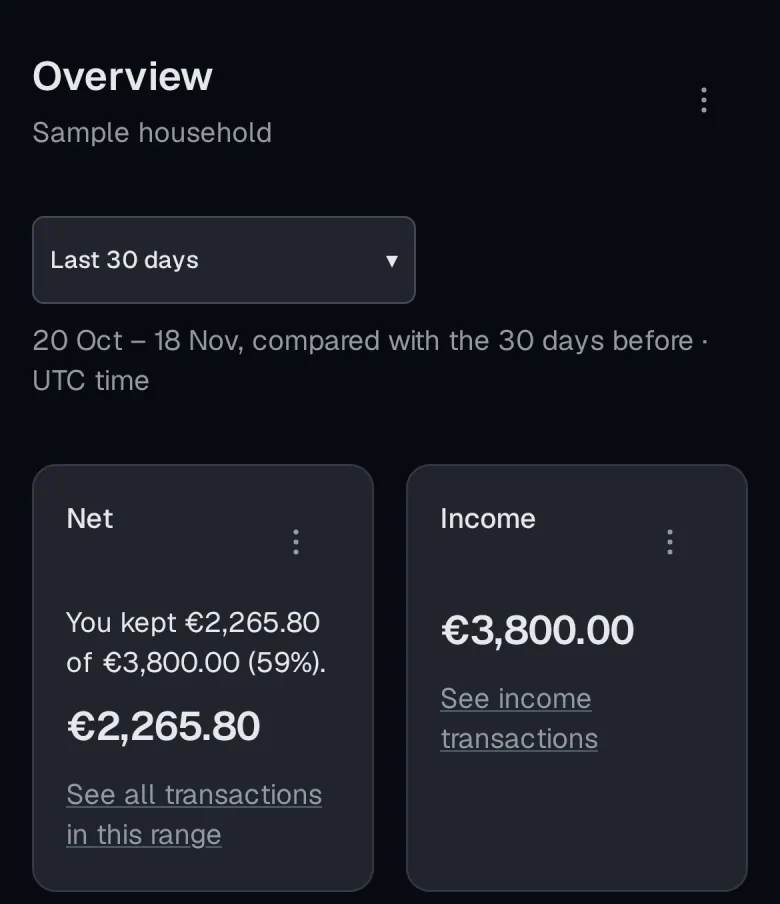 Overview
Sample household
Last 30 days
20 Oct – 18 Nov, compared with the 30 days before ·
UTC time
Net
You kept €2,265.80
of €3,800.00 (59%).
€2,265.80
See all transactions
in this range
Income
€3,800.00
See income
transactions